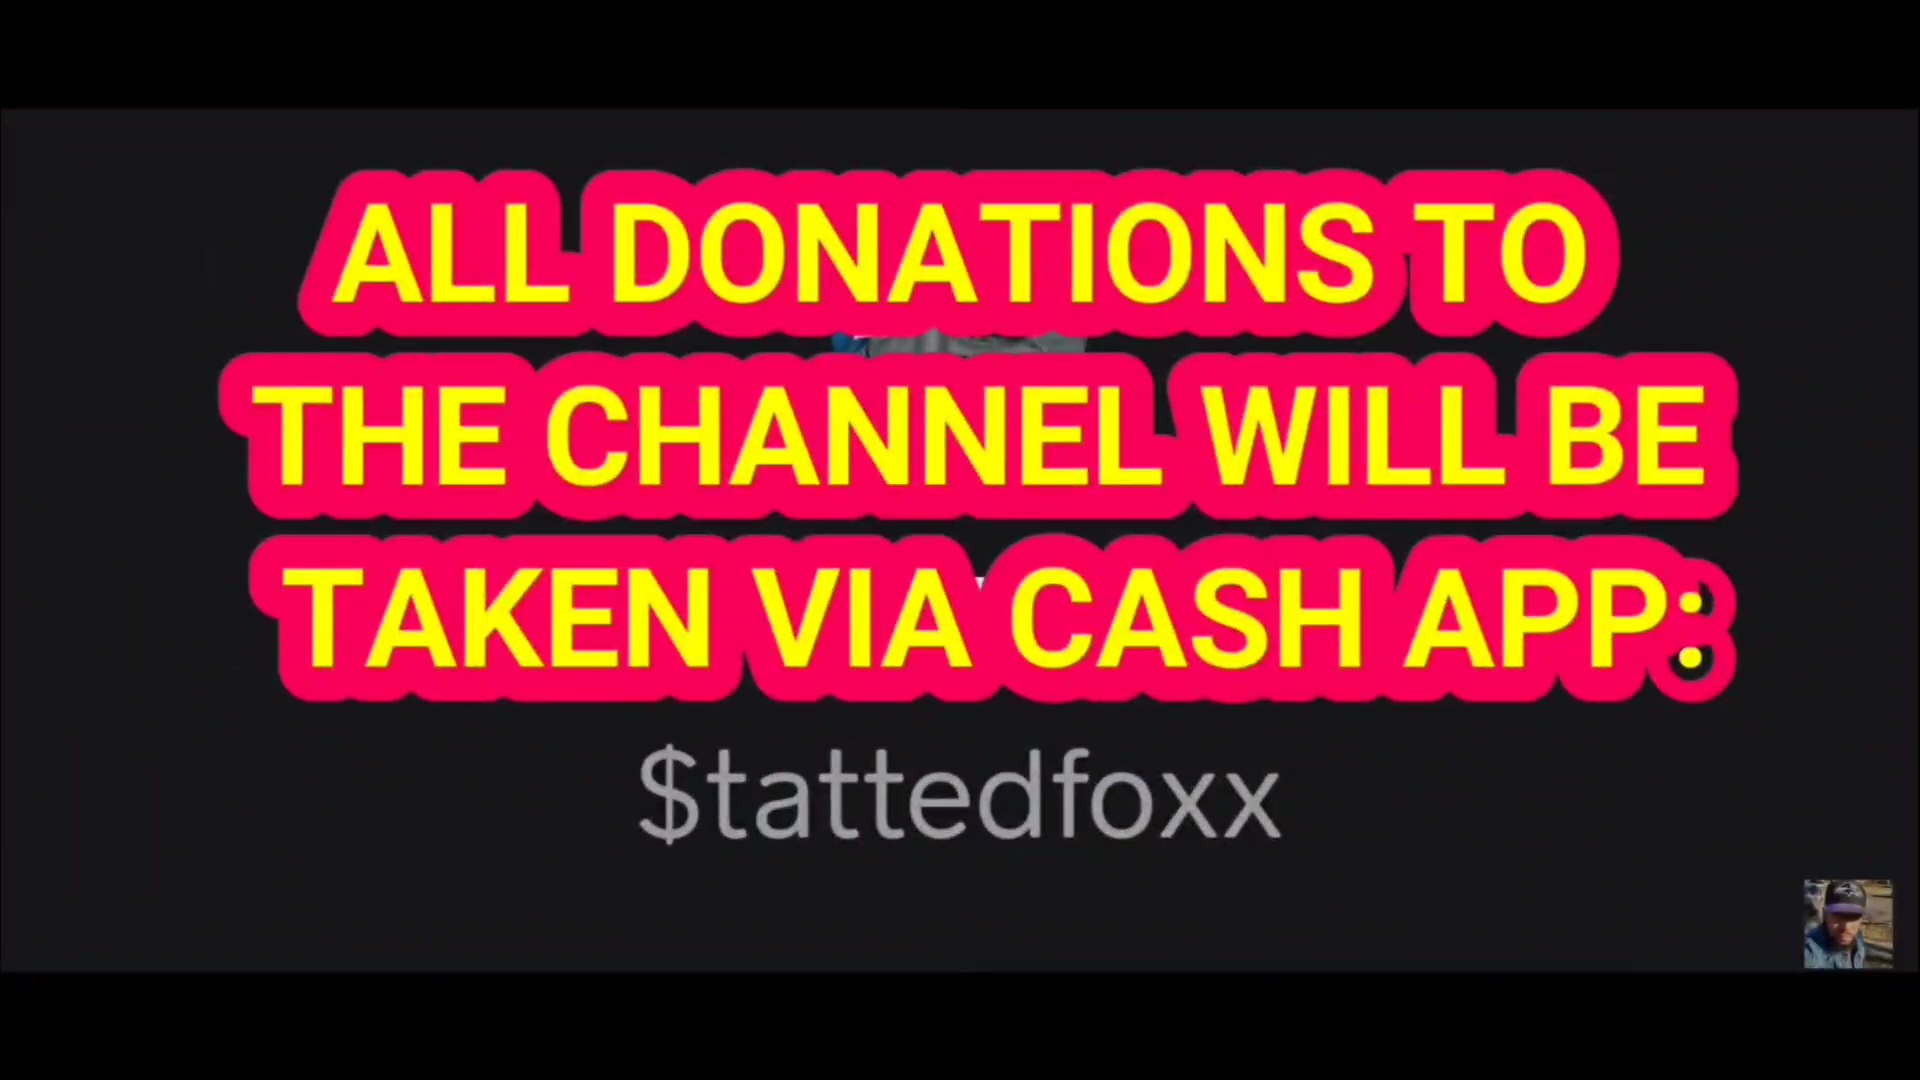 ALL DONATIONS TO
THE CHANNEL WILL BE
TAKEN VIA CASH APP:
$tattedfoxx